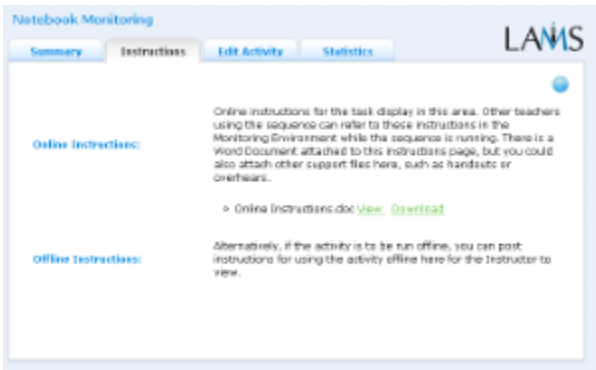 Notebook Monitoring
LAMS
Summary Instructions Edit Activity Statistics
Online instructions for the task display in this area. Other teachers
using the sequence can refer to these instructions in the
Monitoring Environment while the sequence is running. There is a
Online Instructions:
Word Document attached to this instructions page, but you could
also attach other support files here, such as handouts or
overhears.
Online Instructions.doc View Download
Alternatively, if the activity is to be run offline, you can post
Offline Instructions:
instructions for using the activity offline here for the Instructor to
view.